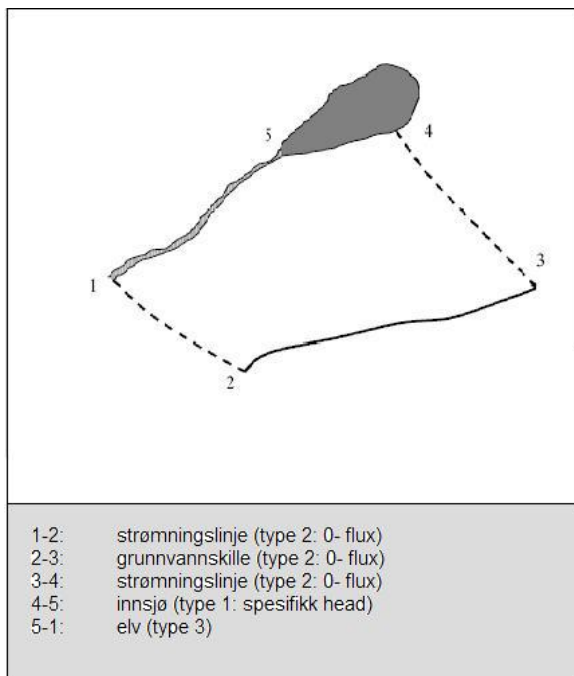 5
4
3
1
2
1-2: strømningslinje (type 2: 0- flux)
2-3: grunnvannskille (type 2: 0- flux)
3-4: strømningslinje (type 2: 0- flux)
4-5: innsjø (type 1: spesifikk head)
5-1: elv (type 3)